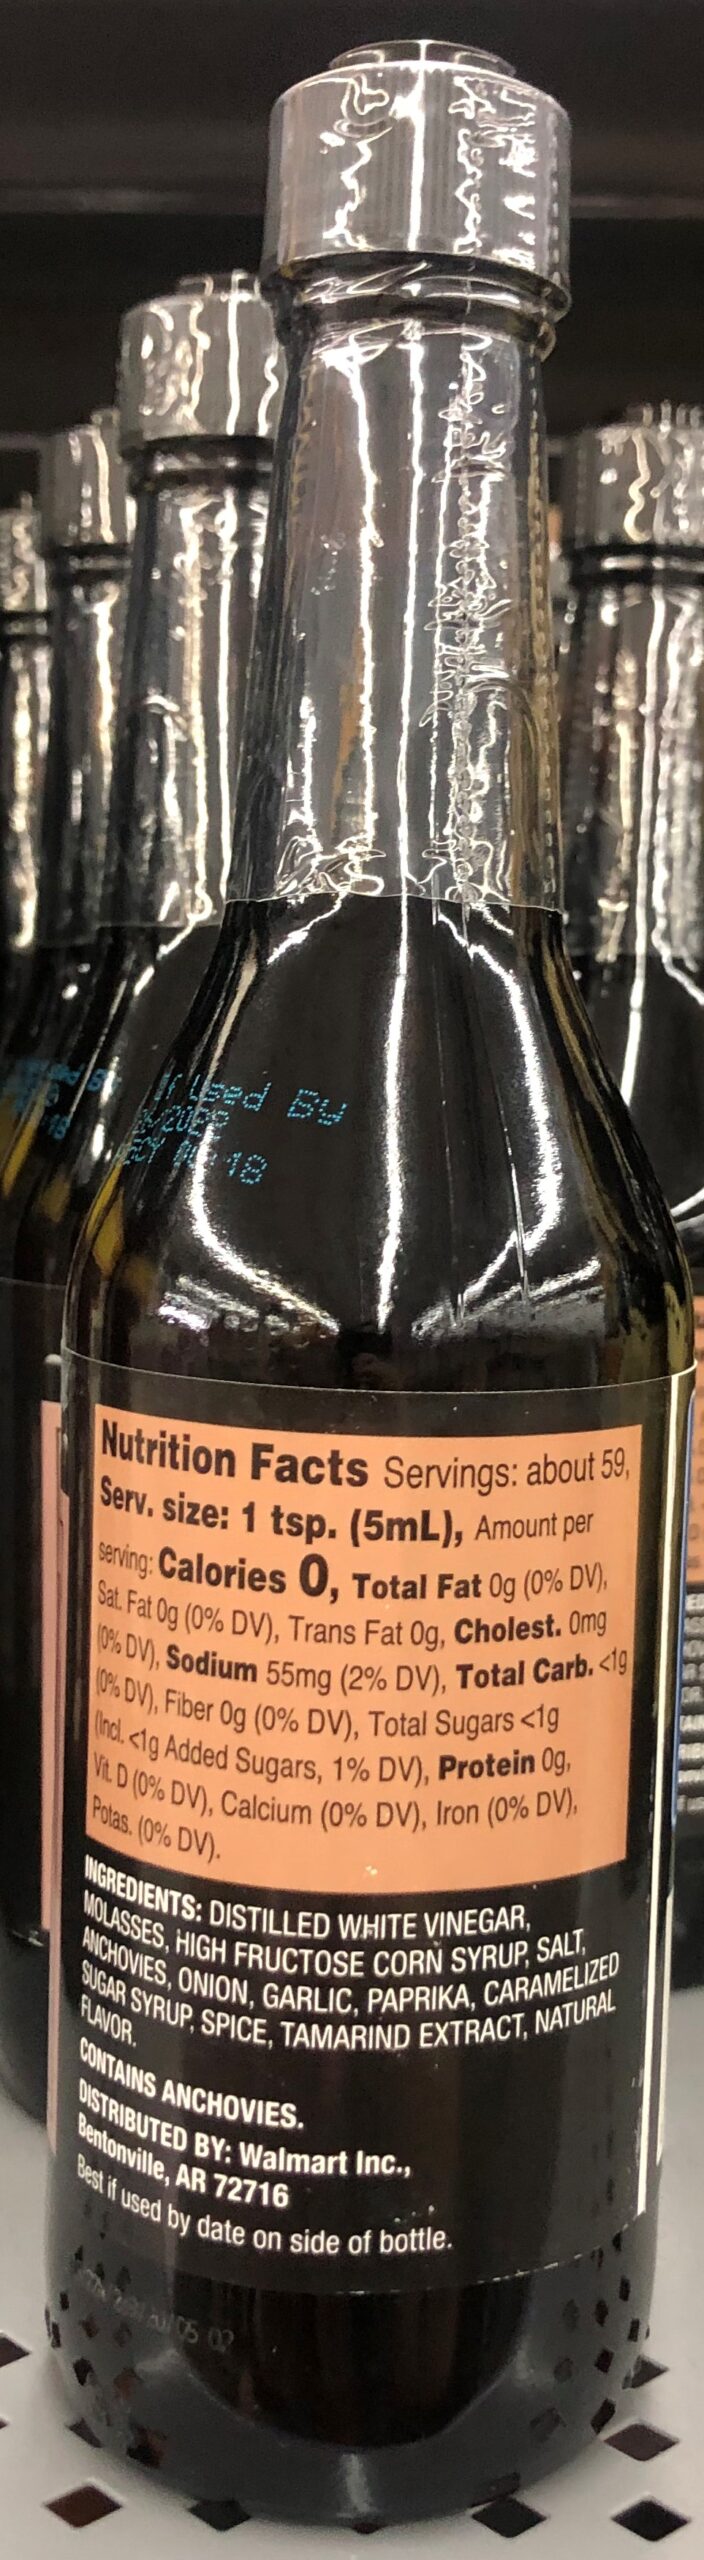 If Used By
18
Nutrition Facts Servings: about 59,
Serv. size: 1 tsp. (5mL), Amount per
serving: Calories 0, Total Fat 0g (0% DV),
Sat. Fat 0g (0% DV), Trans Fat 0g, Cholest. 0mg
(0% DV), Sodium 55mg (2% DV), Total Carb. <1g
(0% DV), Fiber 0g (0% DV), Total Sugars <1g
(Incl. <1g Added Sugars, 1% DV), Protein 0g,
Vit. D (0% DV), Calcium (0% DV), Iron (0% DV),
Potas. (0% DV).
INGREDIENTS: DISTILLED WHITE VINEGAR,
MOLASSES, HIGH FRUCTOSE CORN SYRUP, SALT,
ANCHOVIES, ONION, GARLIC, PAPRIKA, CARAMELIZED
SUGAR SYRUP, SPICE, TAMARIND EXTRACT, NATURAL
FLAVOR.
CONTAINS ANCHOVIES.
DISTRIBUTED BY: Walmart Inc.,
Bentonville, AR 72716
Best if used by date on side of bottle.